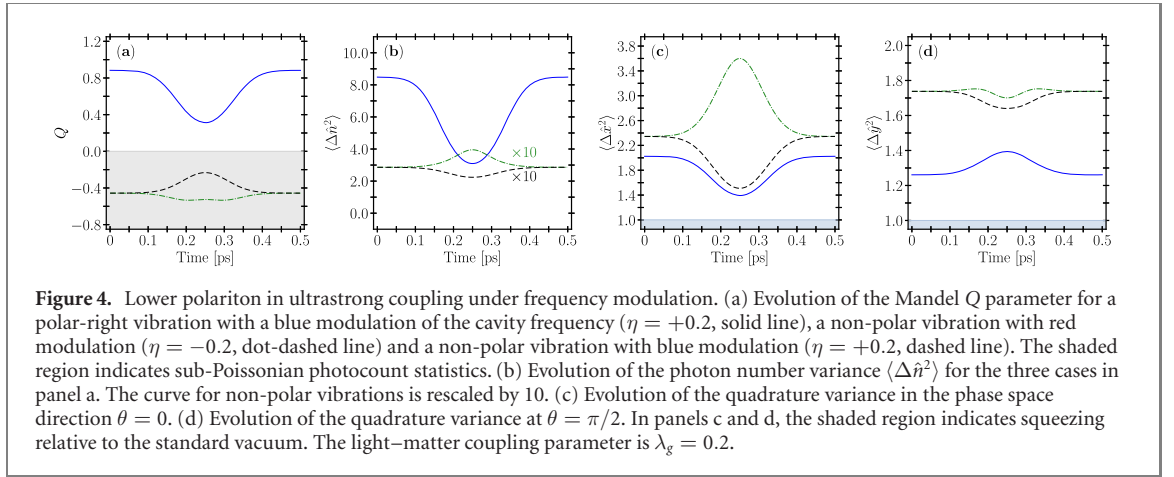 (a) (b) (c) (d)
1.2
0.8
0.4
0.0
−0.4
−0.8
Q
0 0.1 0.2 0.3 0.4 0.5
Time [ps]
10.0
8.0
6.0
4.0
2.0
0.0
⟨Δn̂²⟩
×10
×10
0 0.1 0.2 0.3 0.4 0.5
Time [ps]
3.8
3.4
3.0
2.6
2.2
1.8
1.4
1.0
⟨Δx̂²⟩
0 0.1 0.2 0.3 0.4 0.5
Time [ps]
2.0
1.8
1.6
1.4
1.2
1.0
⟨Δŷ²⟩
0 0.1 0.2 0.3 0.4 0.5
Time [ps]
Figure 4. Lower polariton in ultrastrong coupling under frequency modulation. (a) Evolution of the Mandel Q parameter for a
polar-right vibration with a blue modulation of the cavity frequency (η = +0.2, solid line), a non-polar vibration with red
modulation (η = −0.2, dot-dashed line) and a non-polar vibration with blue modulation (η = +0.2, dashed line). The shaded
region indicates sub-Poissonian photocount statistics. (b) Evolution of the photon number variance ⟨Δn̂²⟩ for the three cases in
panel a. The curve for non-polar vibrations is rescaled by 10. (c) Evolution of the quadrature variance in the phase space
direction θ = 0. (d) Evolution of the quadrature variance at θ = π/2. In panels c and d, the shaded region indicates squeezing
relative to the standard vacuum. The light–matter coupling parameter is λg = 0.2.